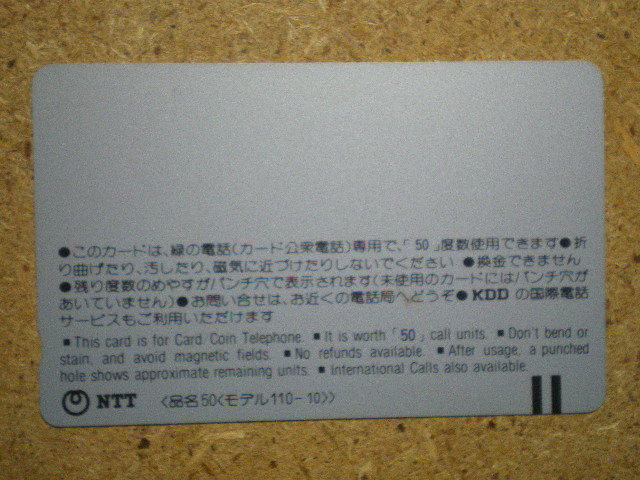 ●このカードは、緑の電話(カード公衆電話)専用で、「50」度数使用できます●折
り曲げたり、汚したり、磁気に近づけたりしないでください ●換金できません
●残り度数のめやすがパンチ穴で表示されます(未使用のカードにはパンチ穴が
あいていません)●お問い合せは、お近くの電話局へどうぞ●KDDの国際電話
サービスもご利用いただけます
▪This card is for Card/Coin Telephone. ▪It is worth「50」call units. ▪Don't bend or
stain, and avoid magnetic fields. ▪No refunds available. ▪After usage, a punched
hole shows approximate remaining units. ▪International Calls also available.
NTT 〈品名50〈モデル110-10〉〉